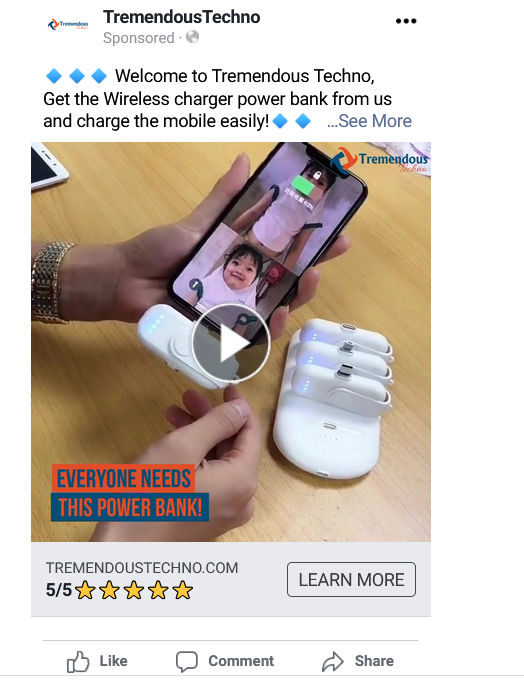 Tremendous
Techno
TremendousTechno
Sponsored ·
Welcome to Tremendous Techno,
Get the Wireless charger power bank from us
and charge the mobile easily! ...See More
Tremendous
Techno
EVERYONE NEEDS
THIS POWER BANK!
TREMENDOUSTECHNO.COM
5/5
LEARN MORE
Like Comment Share